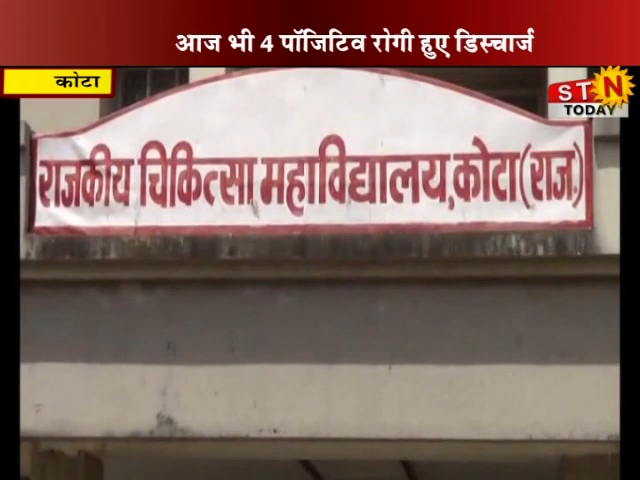 आज भी 4 पॉजिटिव रोगी हुए डिस्चार्ज
कोटा
STN
TODAY
राजकीय चिकित्सा महाविद्यालय,कोटा(राज.)